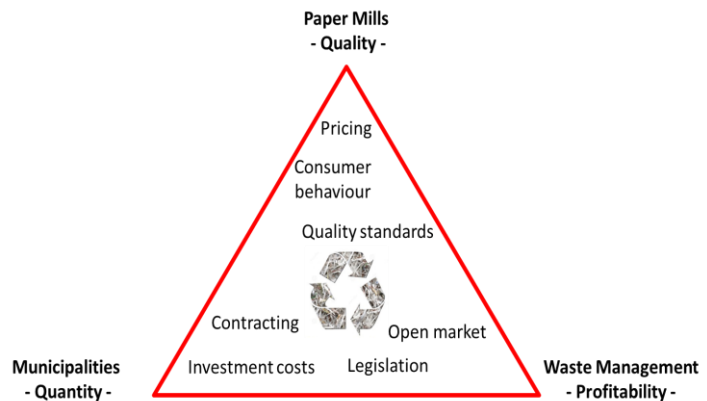 Paper Mills
- Quality -
Pricing
Consumer
behaviour
Quality standards
Contracting
Open market
Investment costs
Legislation
Municipalities
- Quantity -
Waste Management
- Profitability -